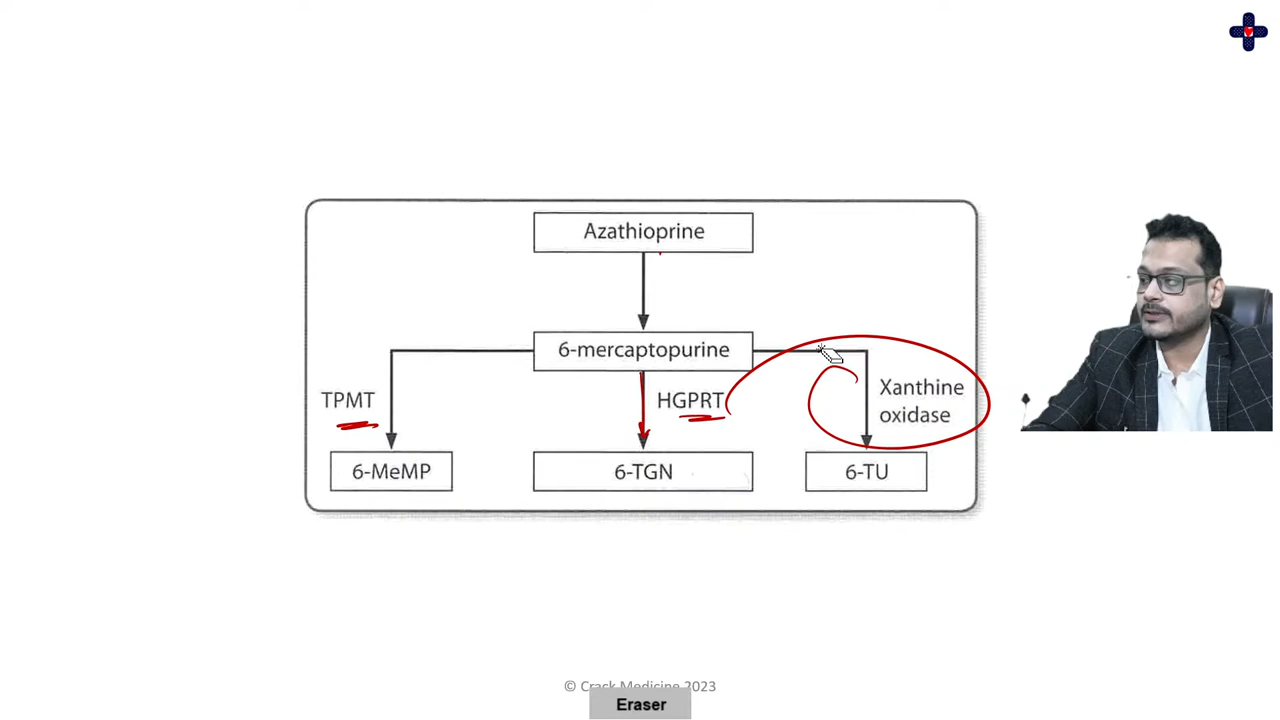 Azathioprine
6-mercaptopurine
TPMT
HGPRT
Xanthine
oxidase
6-MeMP
6-TGN
6-TU
© Crack Medicine 2023
Eraser